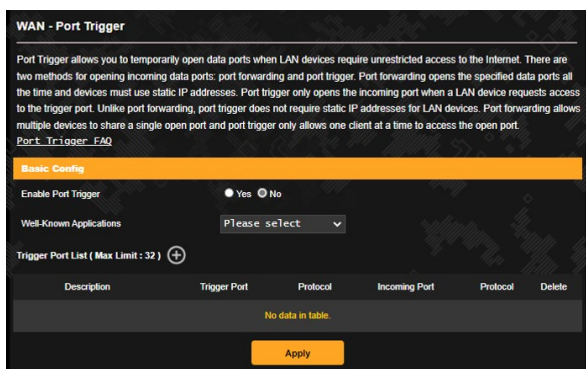 WAN - Port Trigger
Port Trigger allows you to temporarily open data ports when LAN devices require unrestricted access to the Internet. There are
two methods for opening incoming data ports: port forwarding and port trigger. Port forwarding opens the specified data ports all
the time and devices must use static IP addresses. Port trigger only opens the incoming port when a LAN device requests access
to the trigger port. Unlike port forwarding, port trigger does not require static IP addresses for LAN devices. Port forwarding allows
multiple devices to share a single open port and port trigger only allows one client at a time to access the open port.
Port Trigger FAQ
Basic Config
Enable Port Trigger Yes No
Well-Known Applications Please select
Trigger Port List ( Max Limit : 32 )
Description Trigger Port Protocol Incoming Port Protocol Delete
No data in table.
Apply